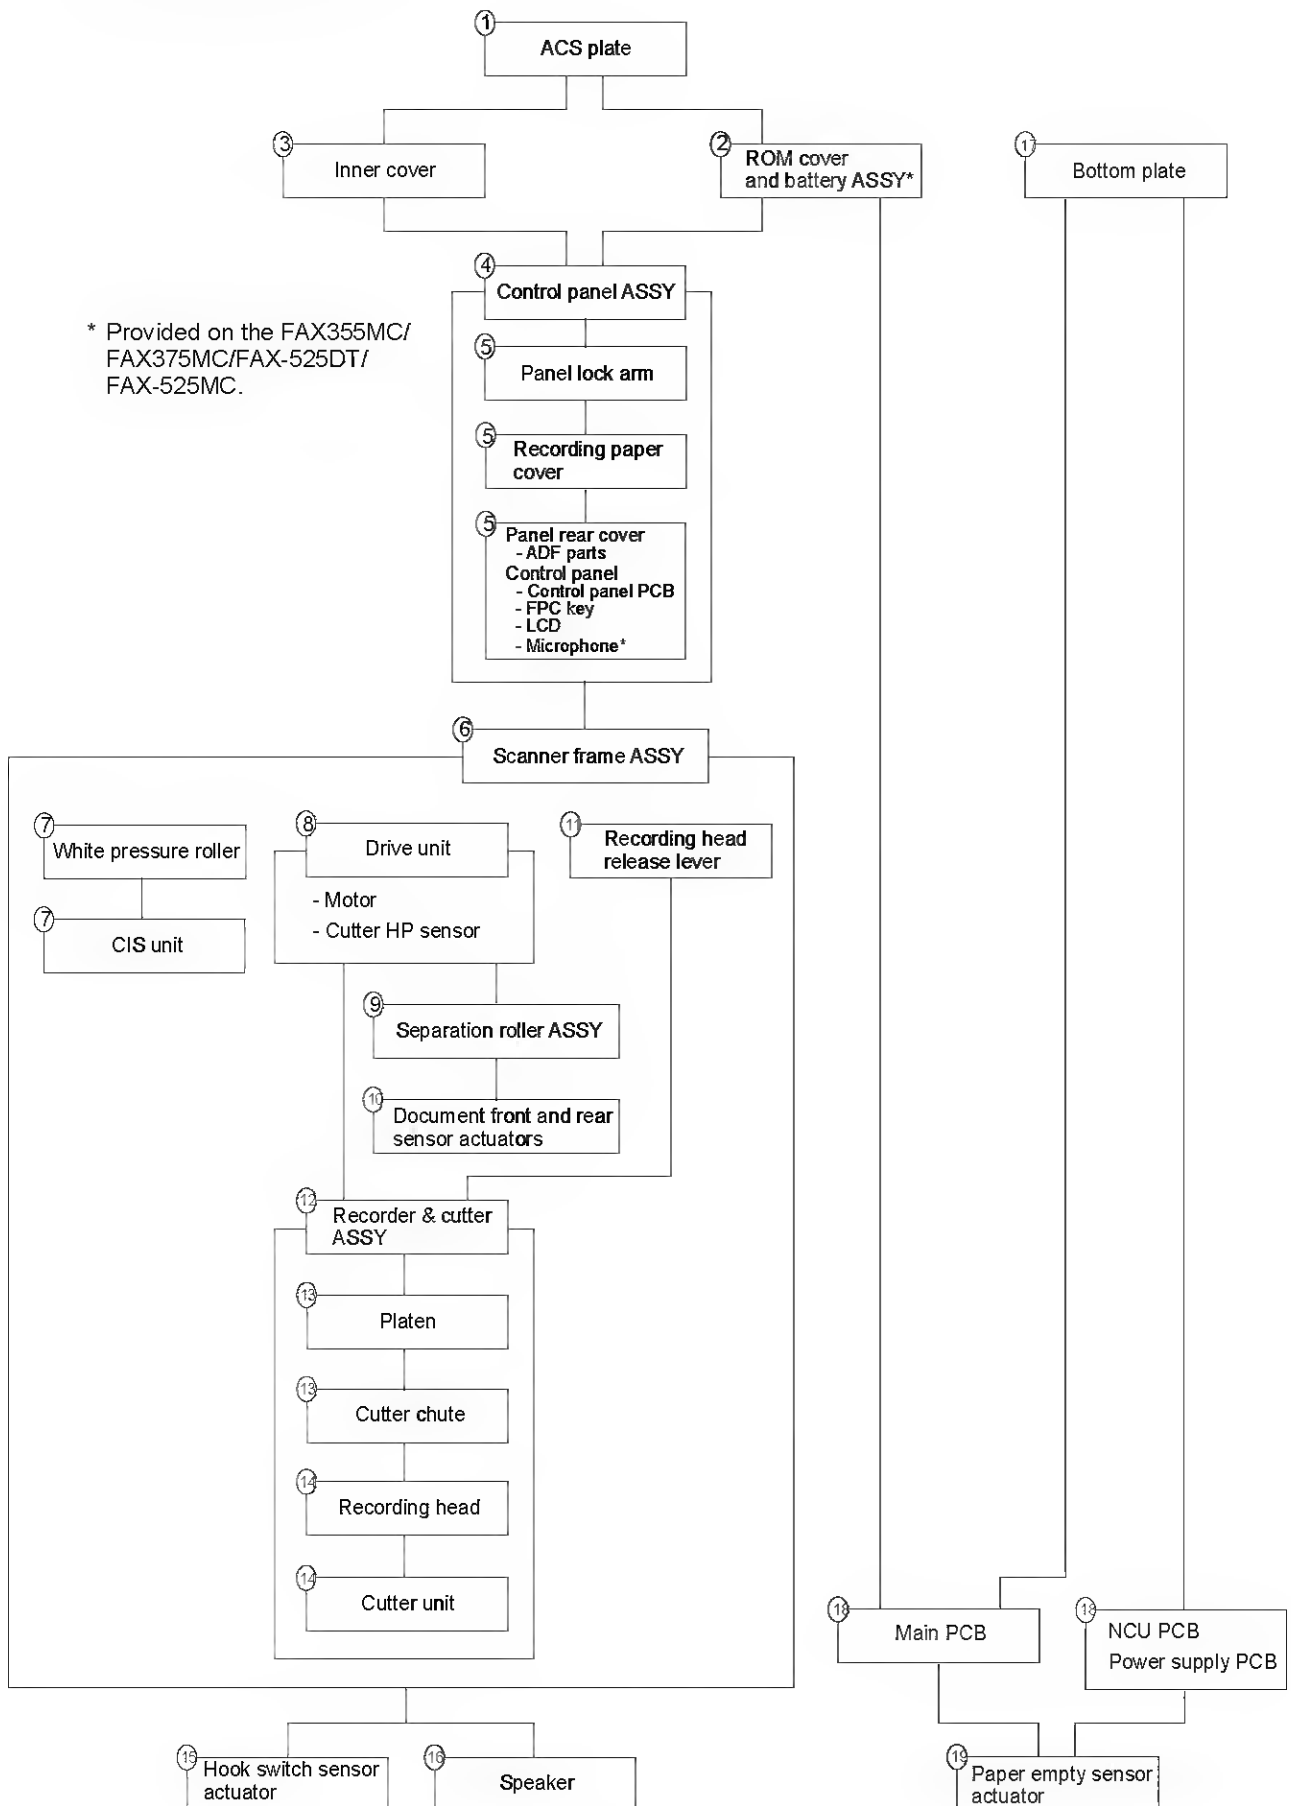 1
ACS plate
3
Inner cover
2
ROM cover
and battery ASSY*
17
Bottom plate
4
Control panel ASSY
* Provided on the FAX355MC/
FAX375MC/FAX-525DT/
FAX-525MC.
5
Panel lock arm
5
Recording paper
cover
5
Panel rear cover
- ADF parts
Control panel
- Control panel PCB
- FPC key
- LCD
- Microphone*
6
Scanner frame ASSY
7
White pressure roller
8
Drive unit
11
Recording head
release lever
- Motor
- Cutter HP sensor
7
CIS unit
9
Separation roller ASSY
10
Document front and rear
sensor actuators
12
Recorder & cutter
ASSY
13
Platen
13
Cutter chute
14
Recording head
14
Cutter unit
18
Main PCB
18
NCU PCB
Power supply PCB
15
Hook switch sensor
actuator
16
Speaker
19
Paper empty sensor
actuator